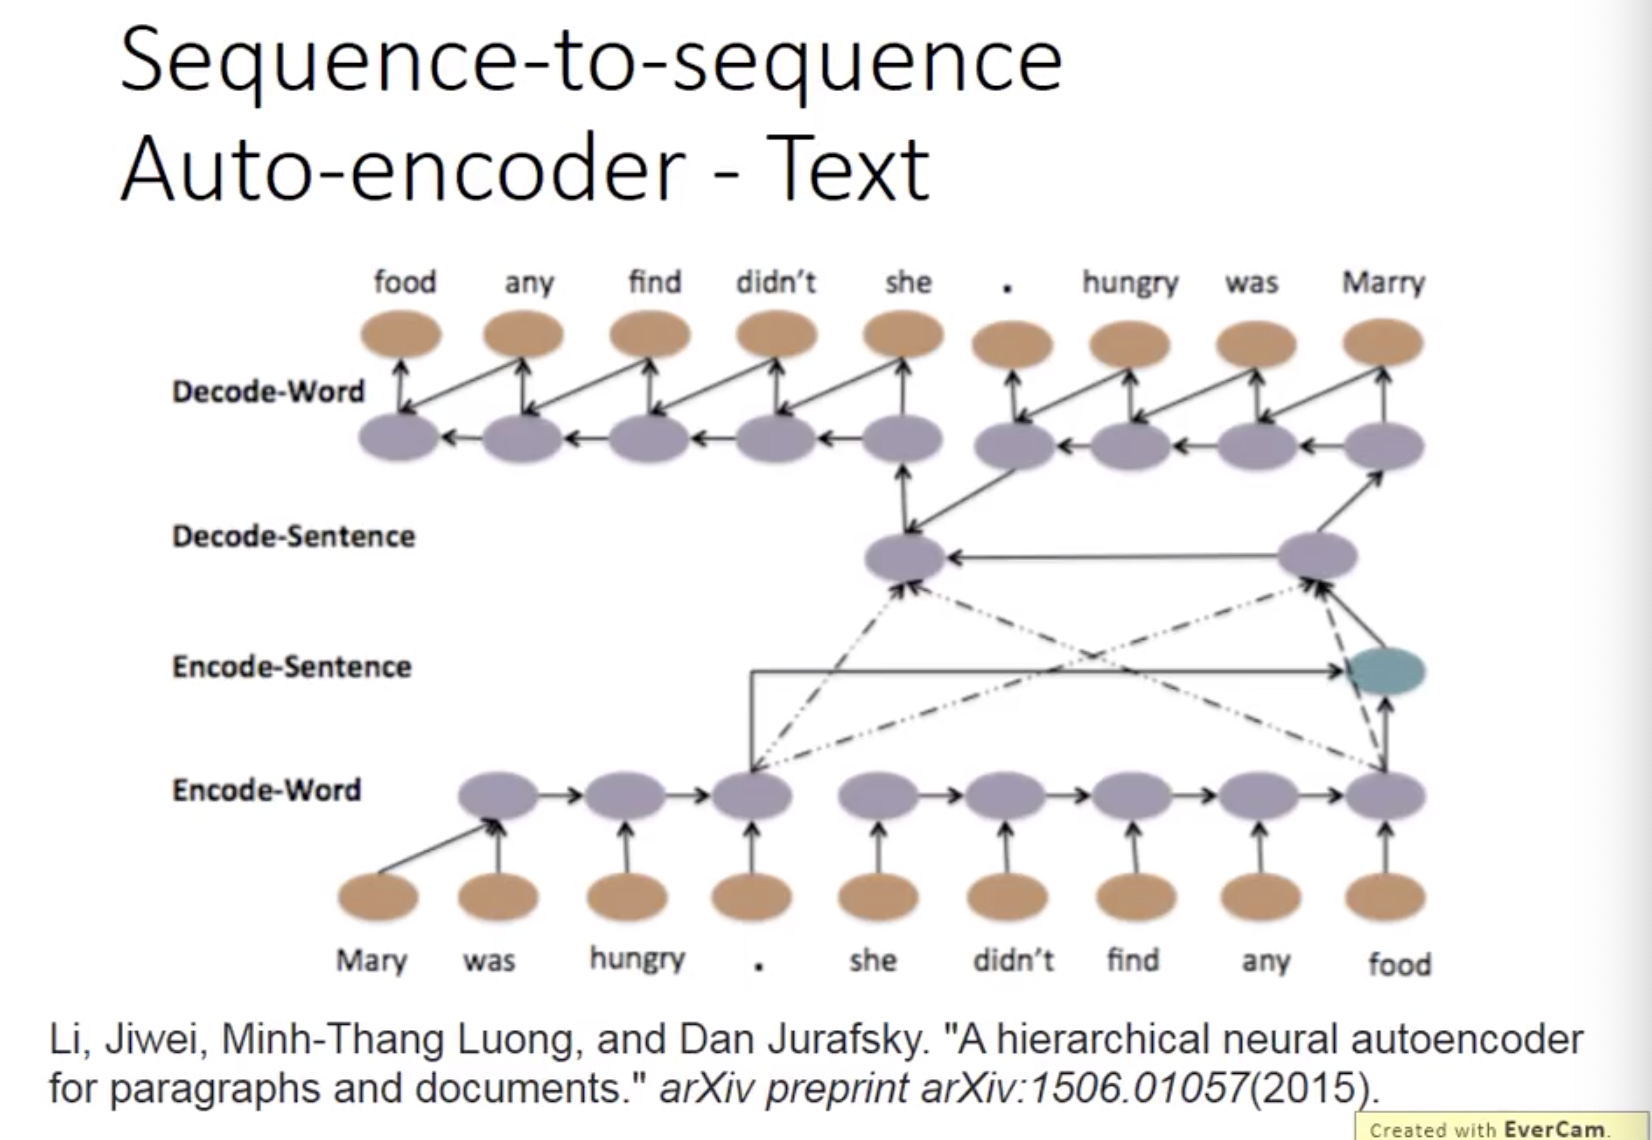 Sequence-to-sequence
Auto-encoder - Text
food any find didn't she . hungry was Marry
Decode-Word
Decode-Sentence
Encode-Sentence
Encode-Word
Mary was hungry . she didn't find any food
Li, Jiwei, Minh-Thang Luong, and Dan Jurafsky. "A hierarchical neural autoencoder
for paragraphs and documents." arXiv preprint arXiv:1506.01057(2015).
Created with EverCam.